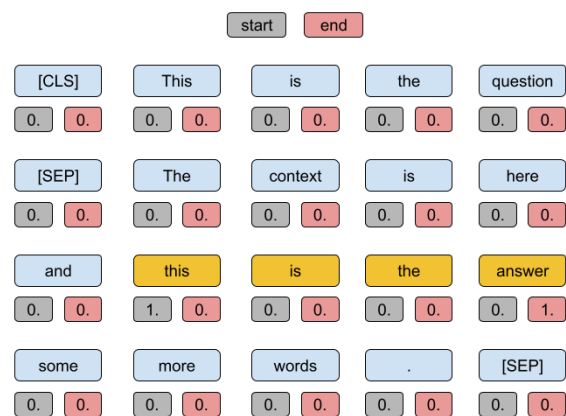 start end
[CLS] This is the question
0. 0. 0. 0. 0. 0. 0. 0. 0. 0.
[SEP] The context is here
0. 0. 0. 0. 0. 0. 0. 0. 0. 0.
and this is the answer
0. 0. 1. 0. 0. 0. 0. 0. 0. 1.
some more words . [SEP]
0. 0. 0. 0. 0. 0. 0. 0. 0. 0.